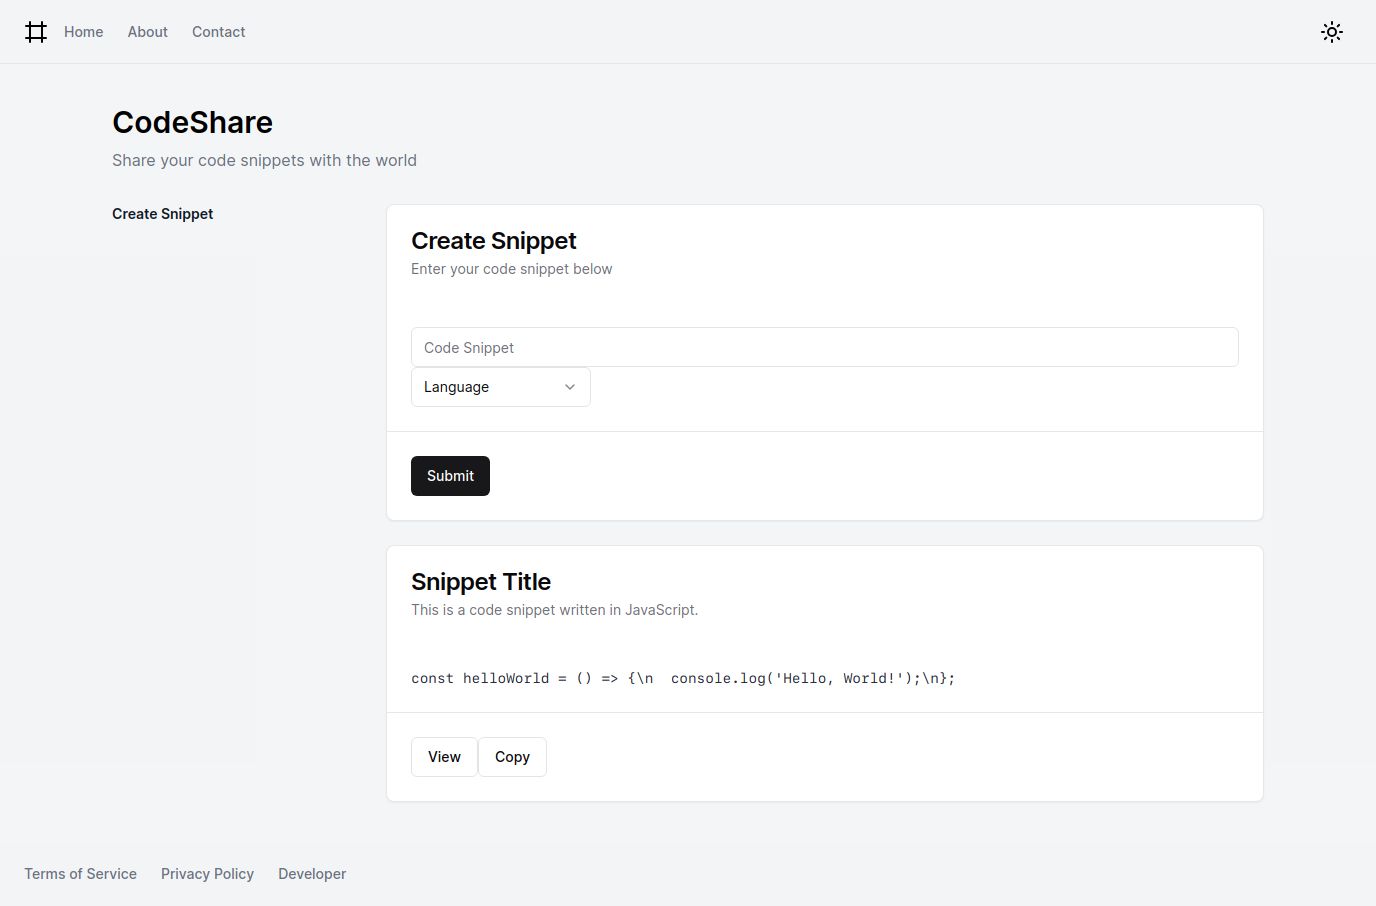 Home About Contact
CodeShare
Share your code snippets with the world
Create Snippet
Create Snippet
Enter your code snippet below
Code Snippet
Language
Submit
Snippet Title
This is a code snippet written in JavaScript.
const helloWorld = () => {\n  console.log('Hello, World!');\n};
View Copy
Terms of Service Privacy Policy Developer